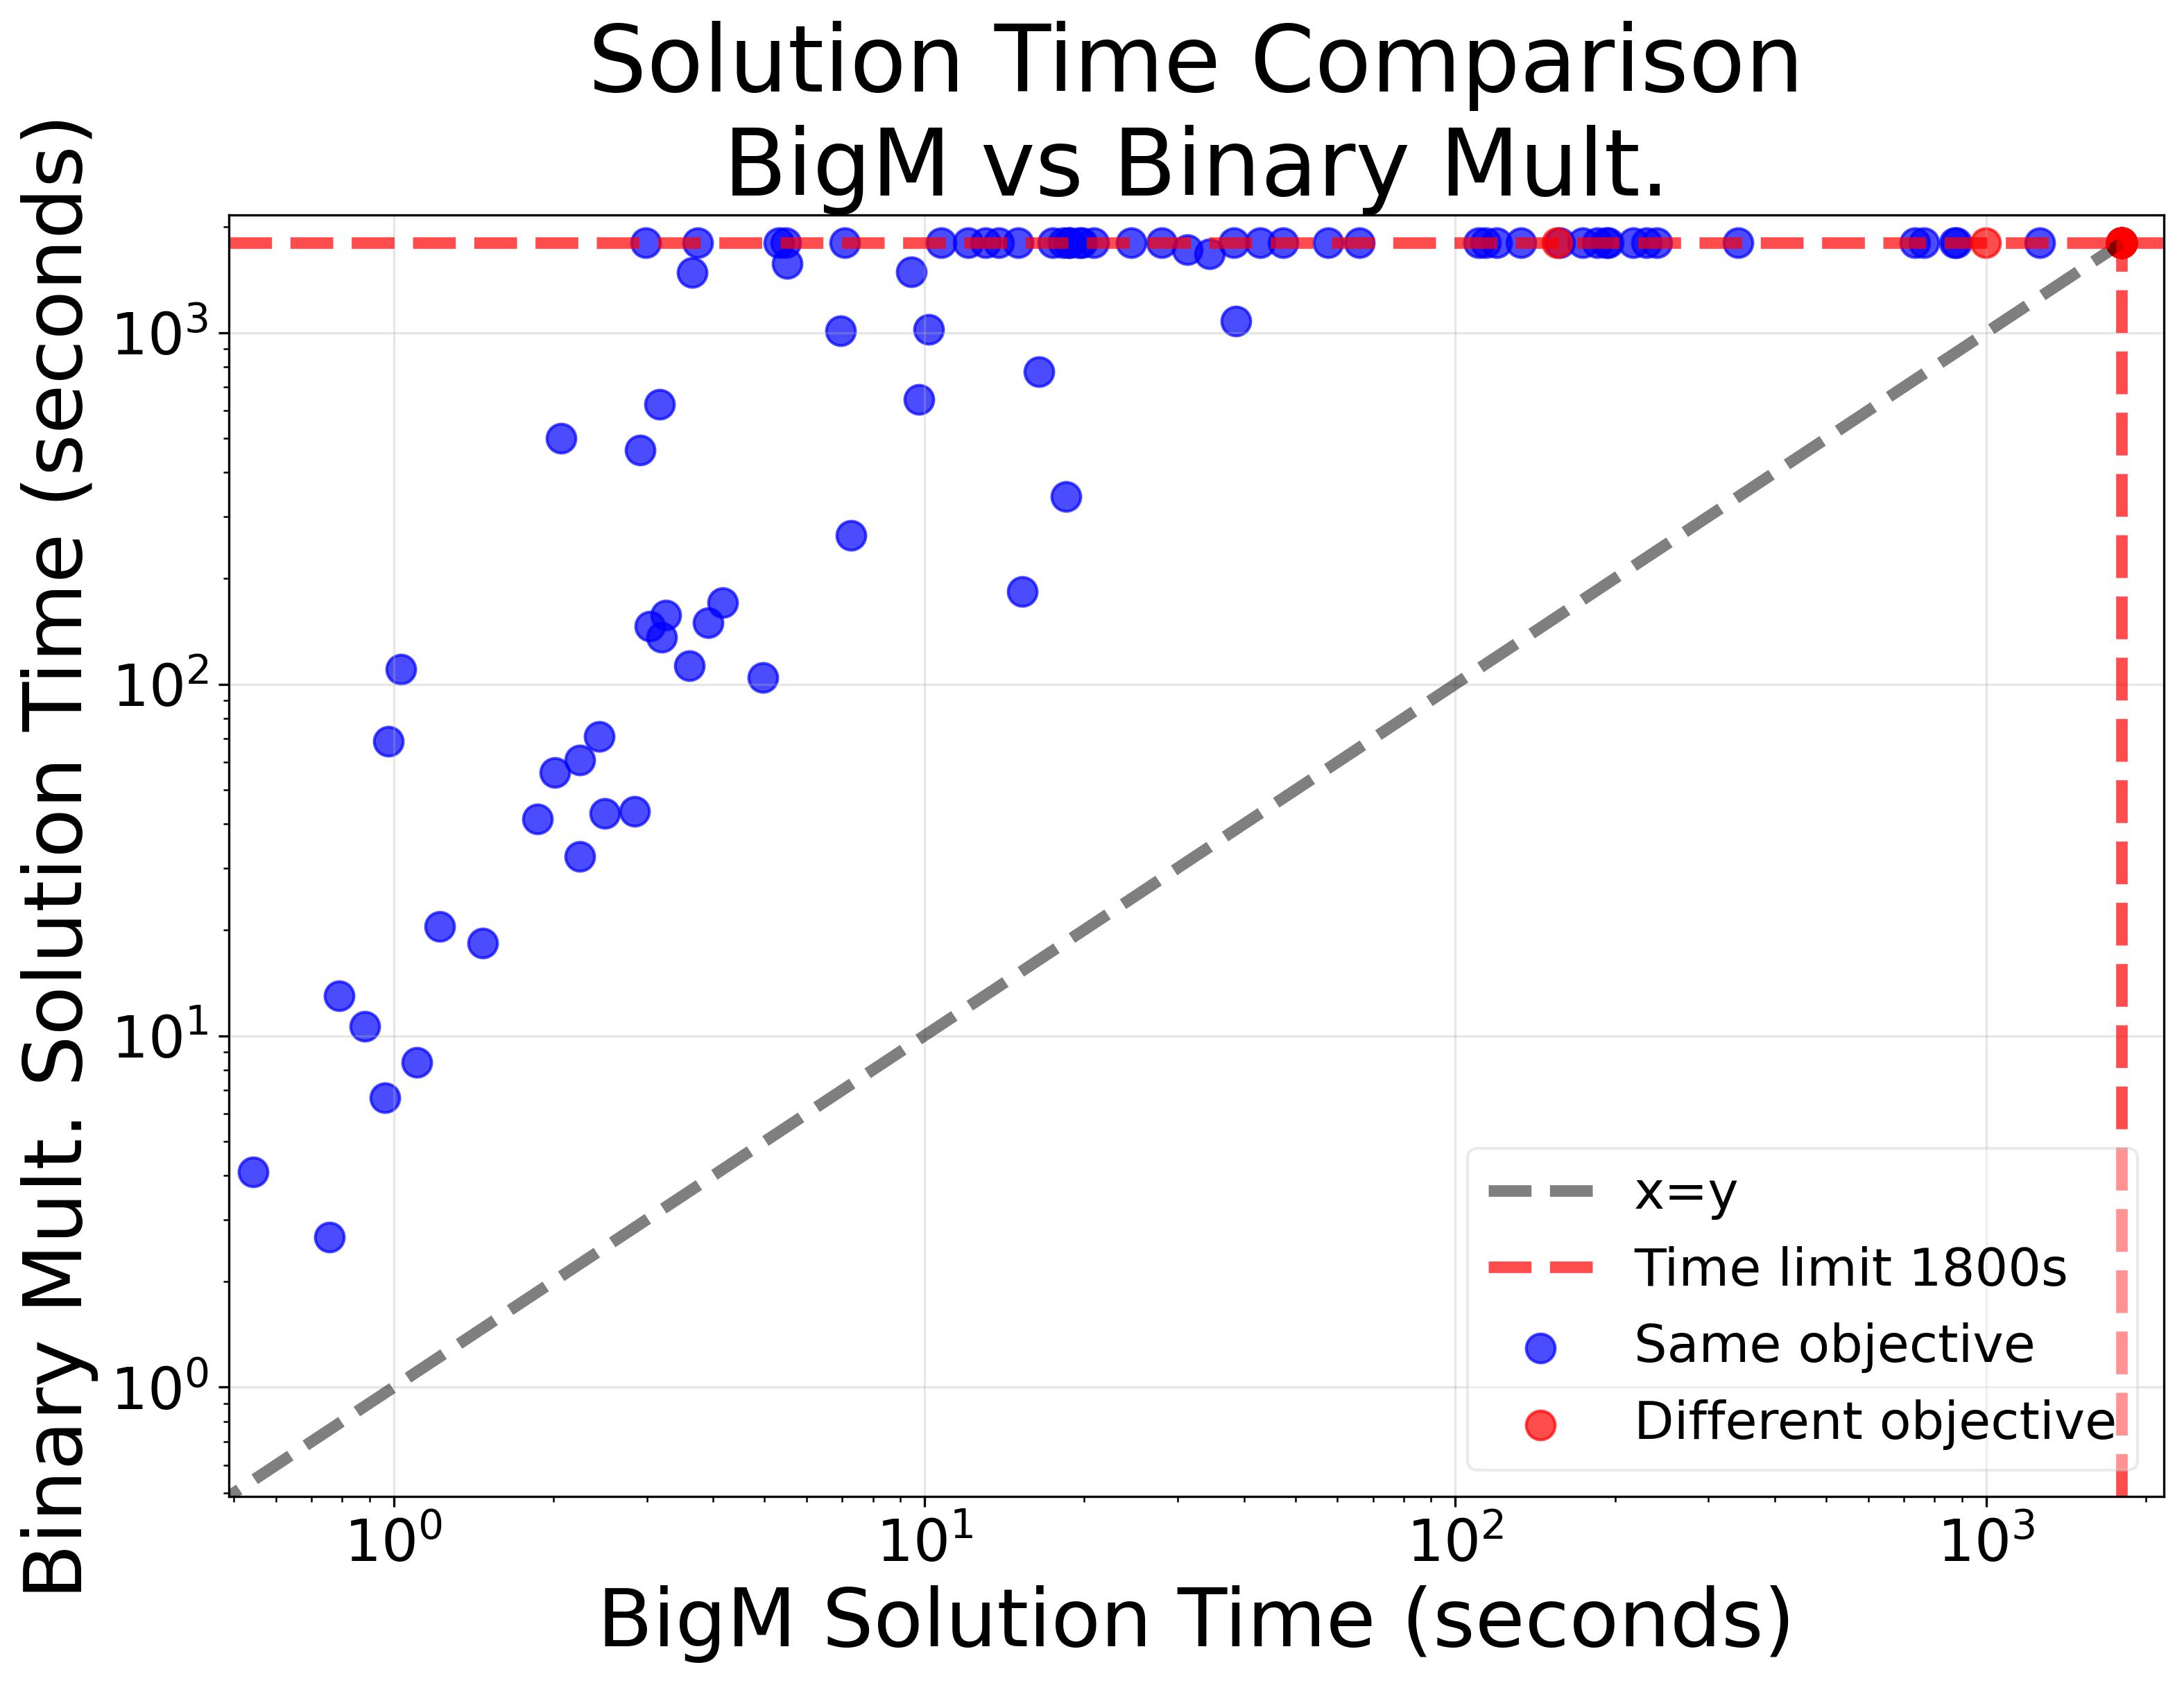 Solution Time Comparison
BigM vs Binary Mult.
Binary Mult. Solution Time (seconds)
10³
10²
10¹
10⁰
x=y
Time limit 1800s
Same objective
Different objective
10⁰ 10¹ 10² 10³
BigM Solution Time (seconds)